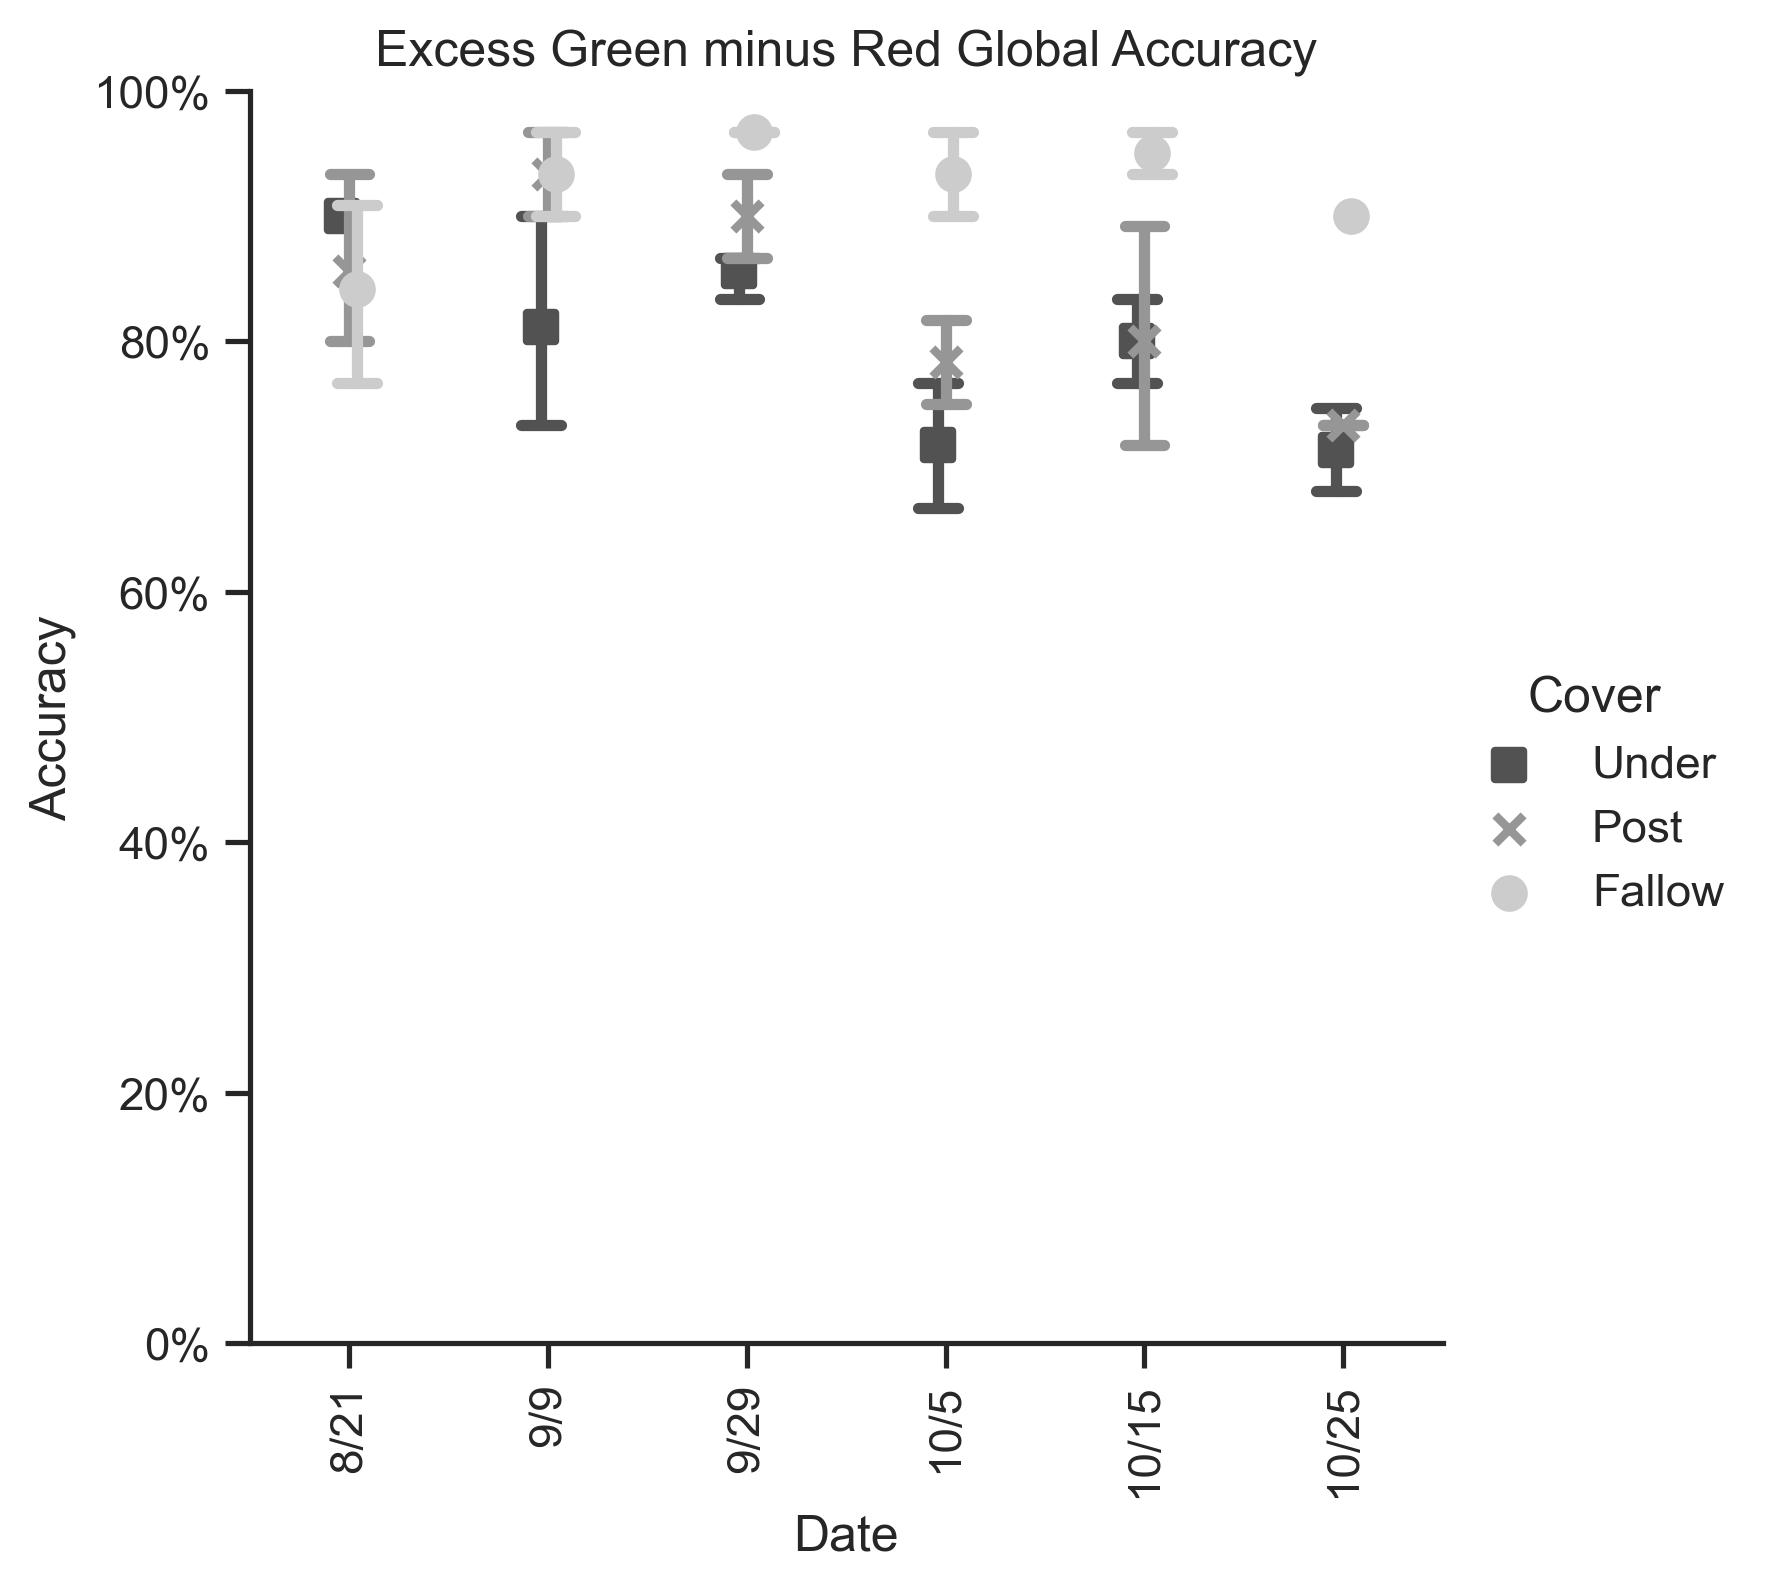 Excess Green minus Red Global Accuracy
100%
80%
60%
40%
20%
0%
Accuracy
8/21
9/9
9/29
10/5
10/15
10/25
Date
Cover
Under
Post
Fallow